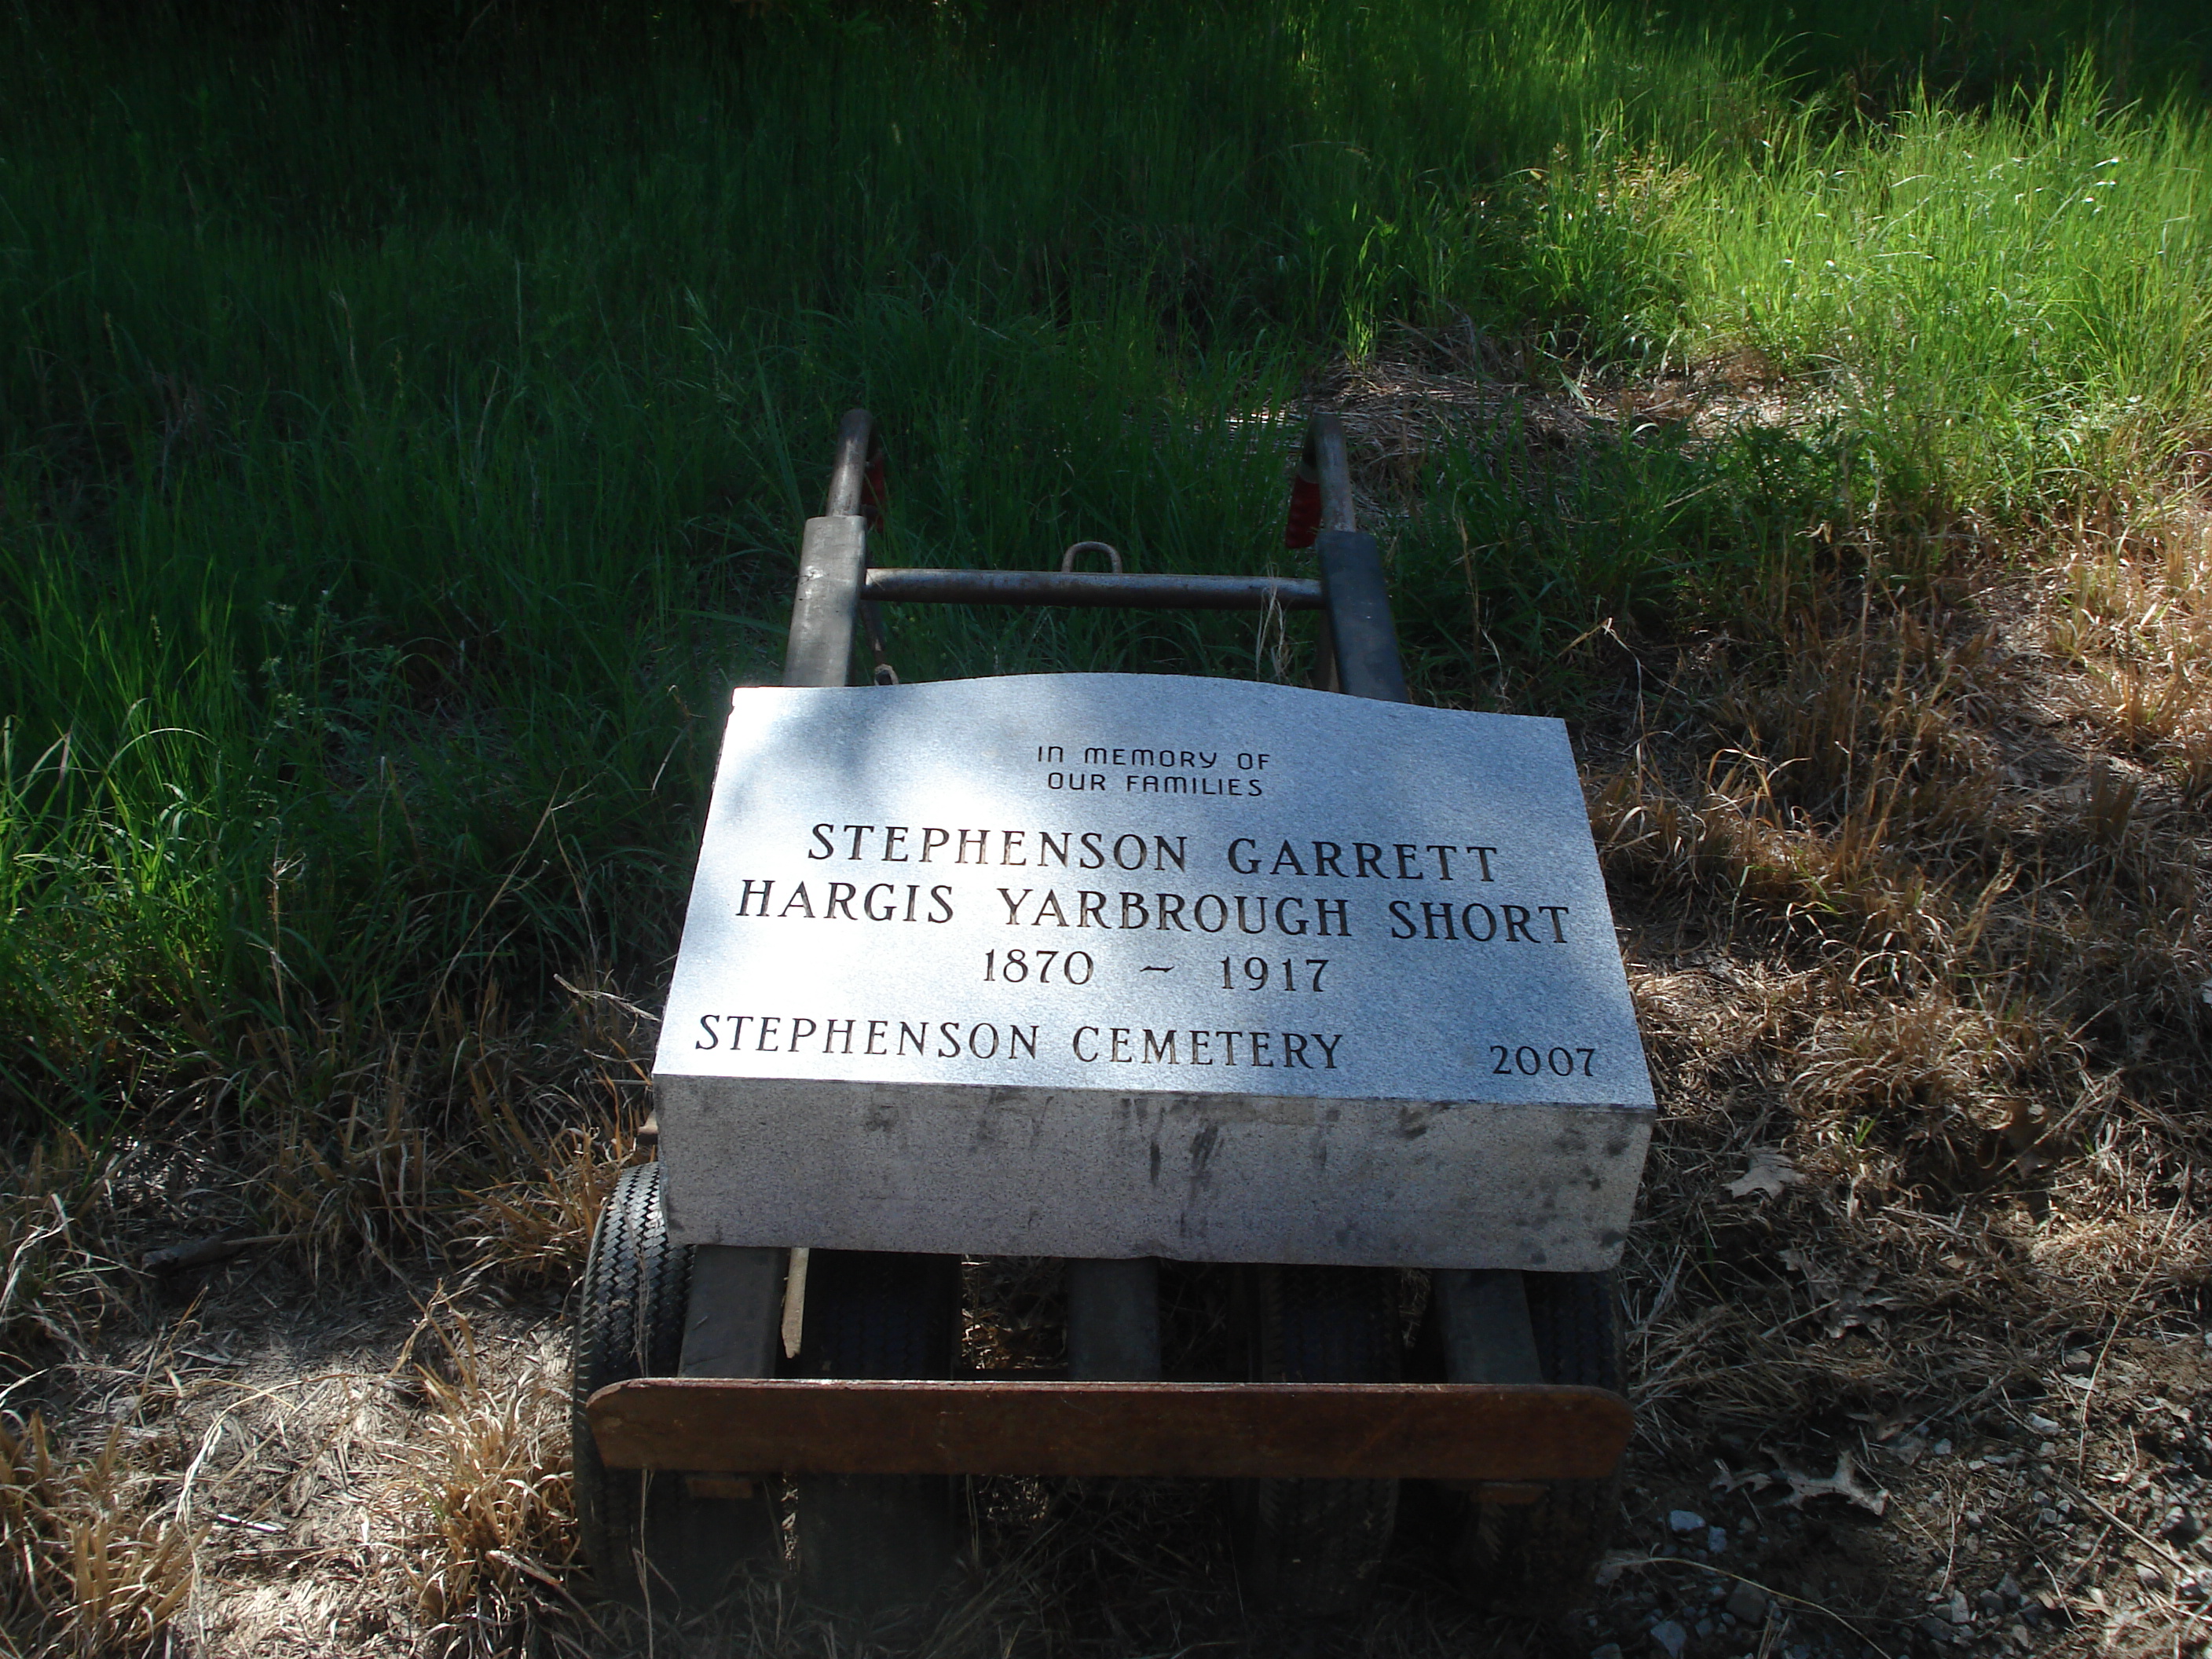 IN MEMORY OF
OUR FAMILIES
STEPHENSON GARRETT
HARGIS YARBROUGH SHORT
1870 ~ 1917
STEPHENSON CEMETERY 2007